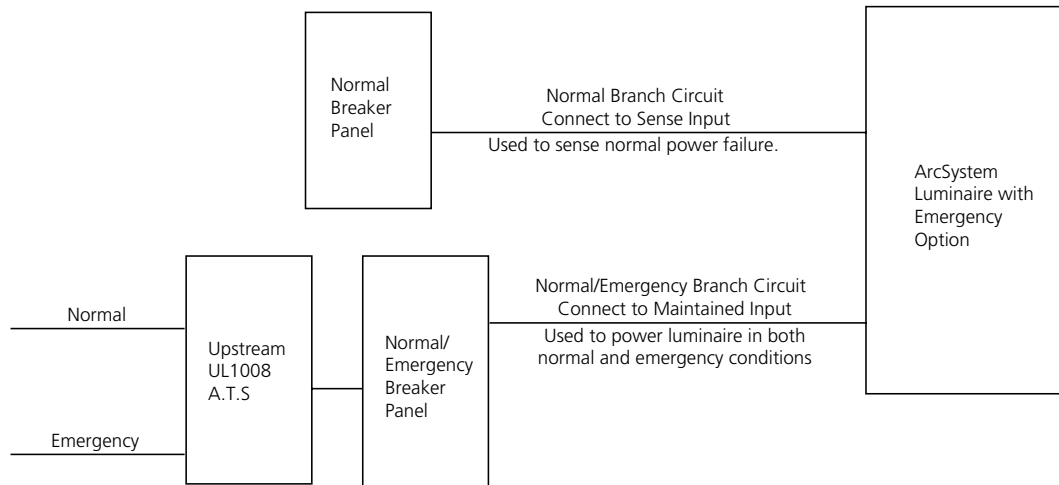 Normal
Breaker
Panel
Normal Branch Circuit
Connect to Sense Input
Used to sense normal power failure.
ArcSystem
Luminaire with
Emergency
Option
Normal
Emergency
Upstream
UL1008
A.T.S
Normal/
Emergency
Breaker
Panel
Normal/Emergency Branch Circuit
Connect to Maintained Input
Used to power luminaire in both
normal and emergency conditions